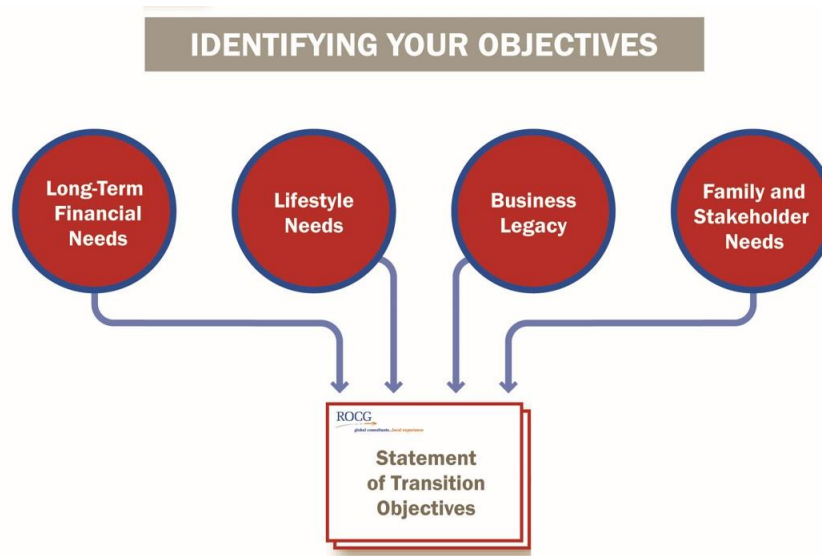 IDENTIFYING YOUR OBJECTIVES
Long-Term
Financial
Needs
Lifestyle
Needs
Business
Legacy
Family and
Stakeholder
Needs
ROCG
global consultants...local experience
Statement
of Transition
Objectives